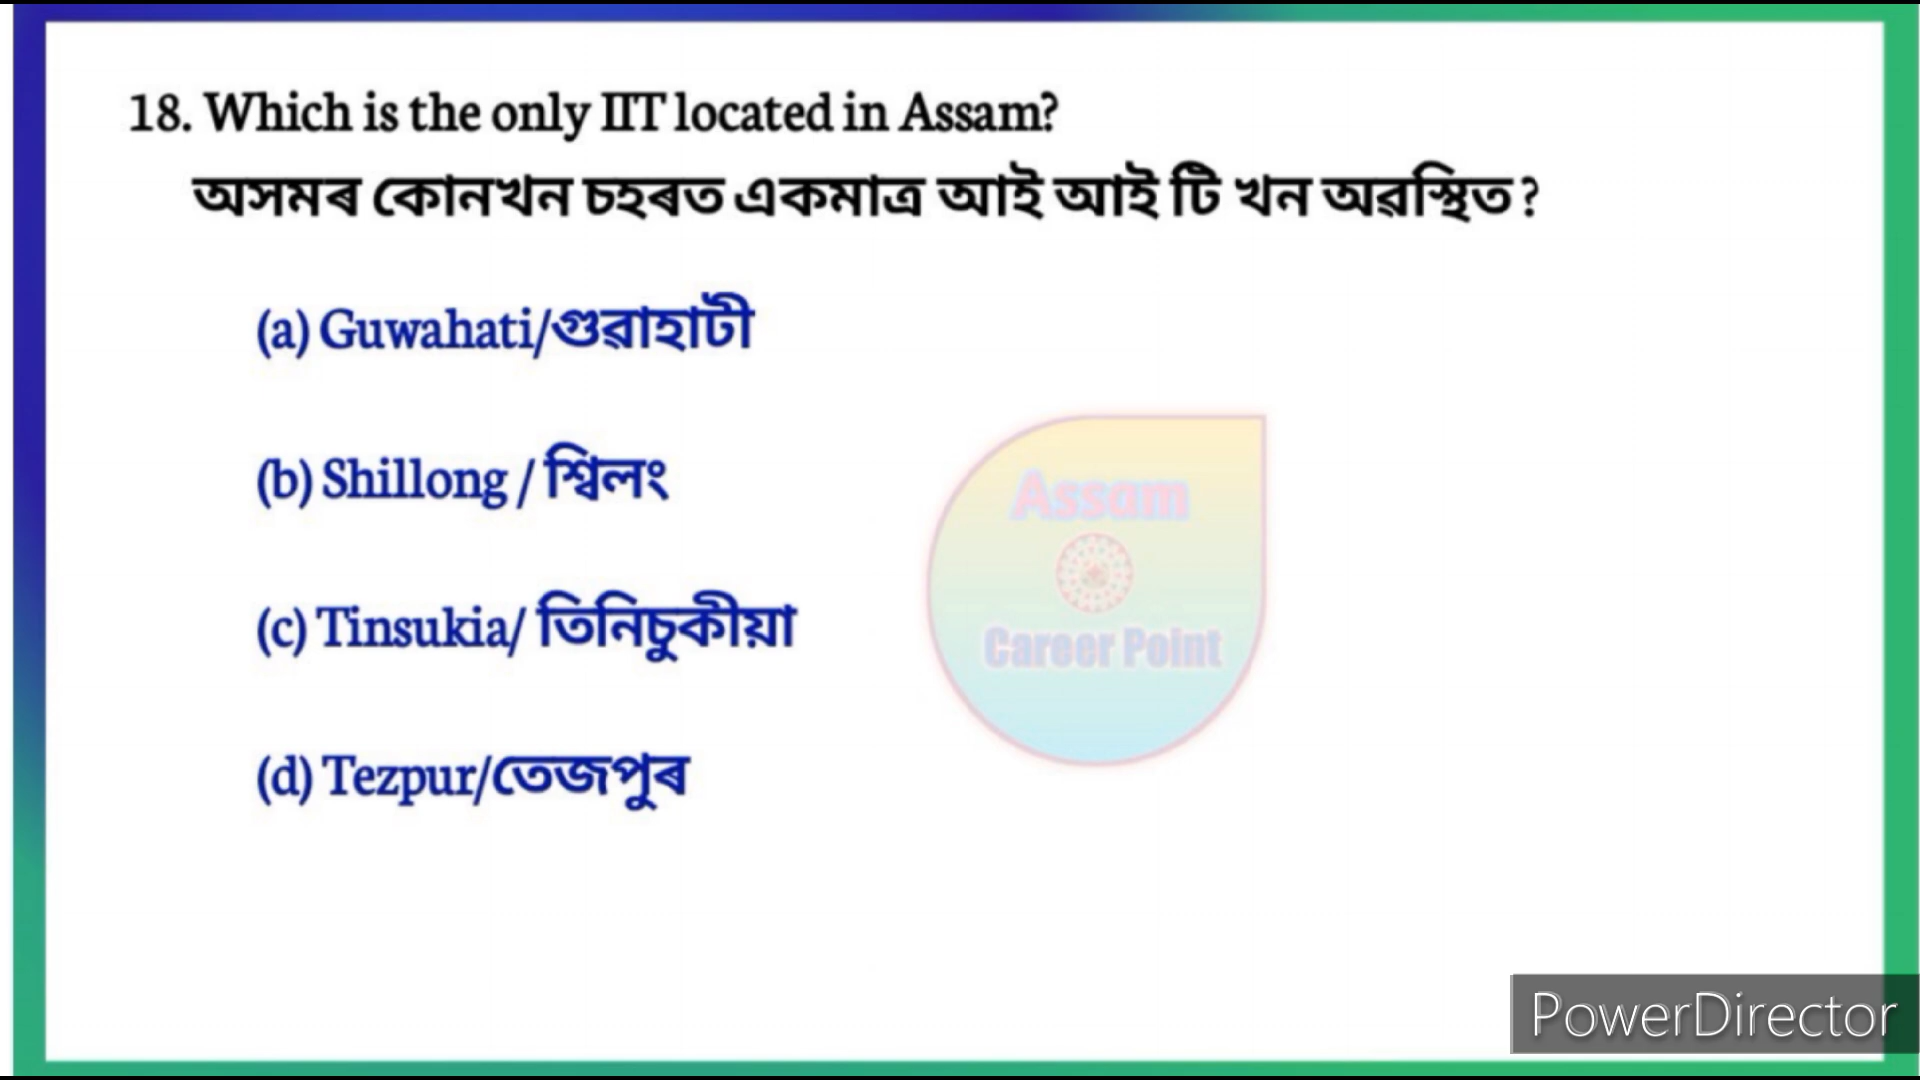 18. Which is the only IIT located in Assam?
অসমৰ কোনখন চহৰত একমাত্ৰ আই আই টি খন অৱস্থিত?
(a) Guwahati/গুৱাহাটী
(b) Shillong / শ্বিলং
Assam
(c) Tinsukia/ তিনিচুকীয়া
Career Point
(d) Tezpur/তেজপুৰ
PowerDirector